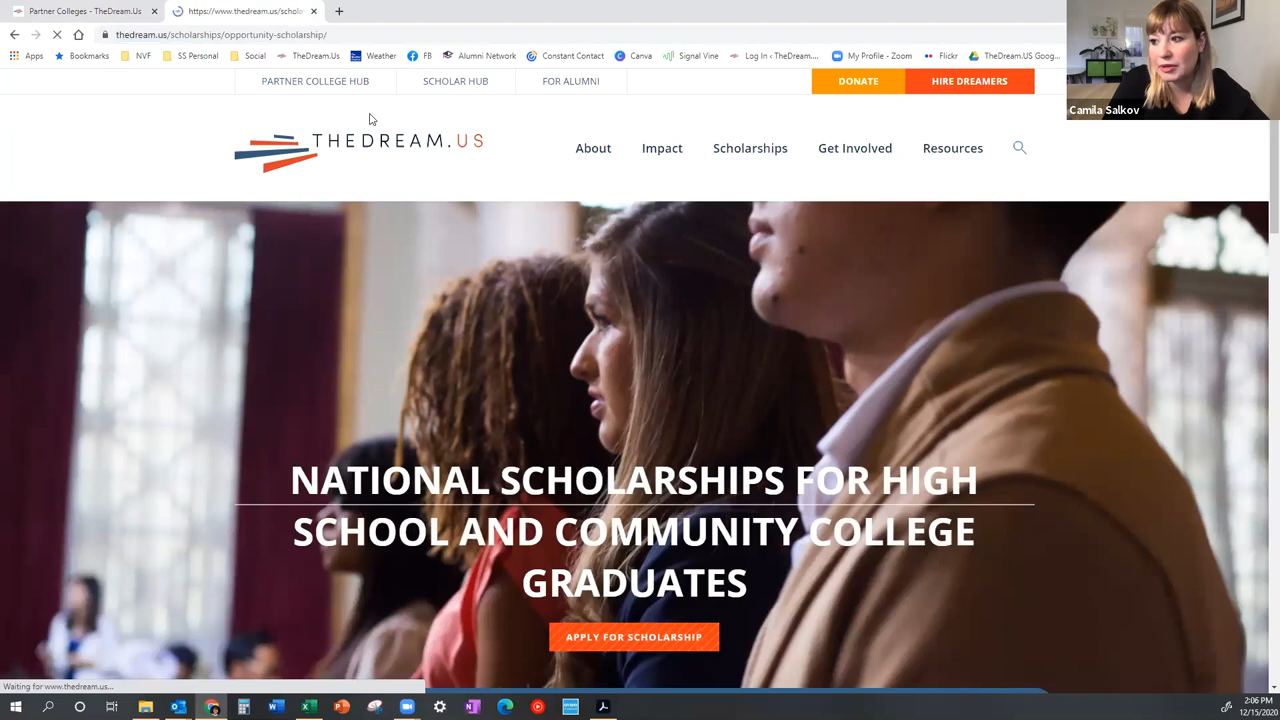 Partner Colleges - TheDream.US
https://www.thedream.us/schola
thedream.us/scholarships/opportunity-scholarship/
Apps
Bookmarks
NVF
SS Personal
Social
TheDream.Us
Weather
FB
Alumni Network
Constant Contact
Canva
Signal Vine
Log In ‹ TheDream....
My Profile - Zoom
Flickr
TheDream.US Goog...
PARTNER COLLEGE HUB
SCHOLAR HUB
FOR ALUMNI
DONATE
HIRE DREAMERS
Camila Salkov
THEDREAM.US
About
Impact
Scholarships
Get Involved
Resources
NATIONAL SCHOLARSHIPS FOR HIGH
SCHOOL AND COMMUNITY COLLEGE
GRADUATES
APPLY FOR SCHOLARSHIP
Waiting for www.thedream.us...
2:06 PM
12/15/2020